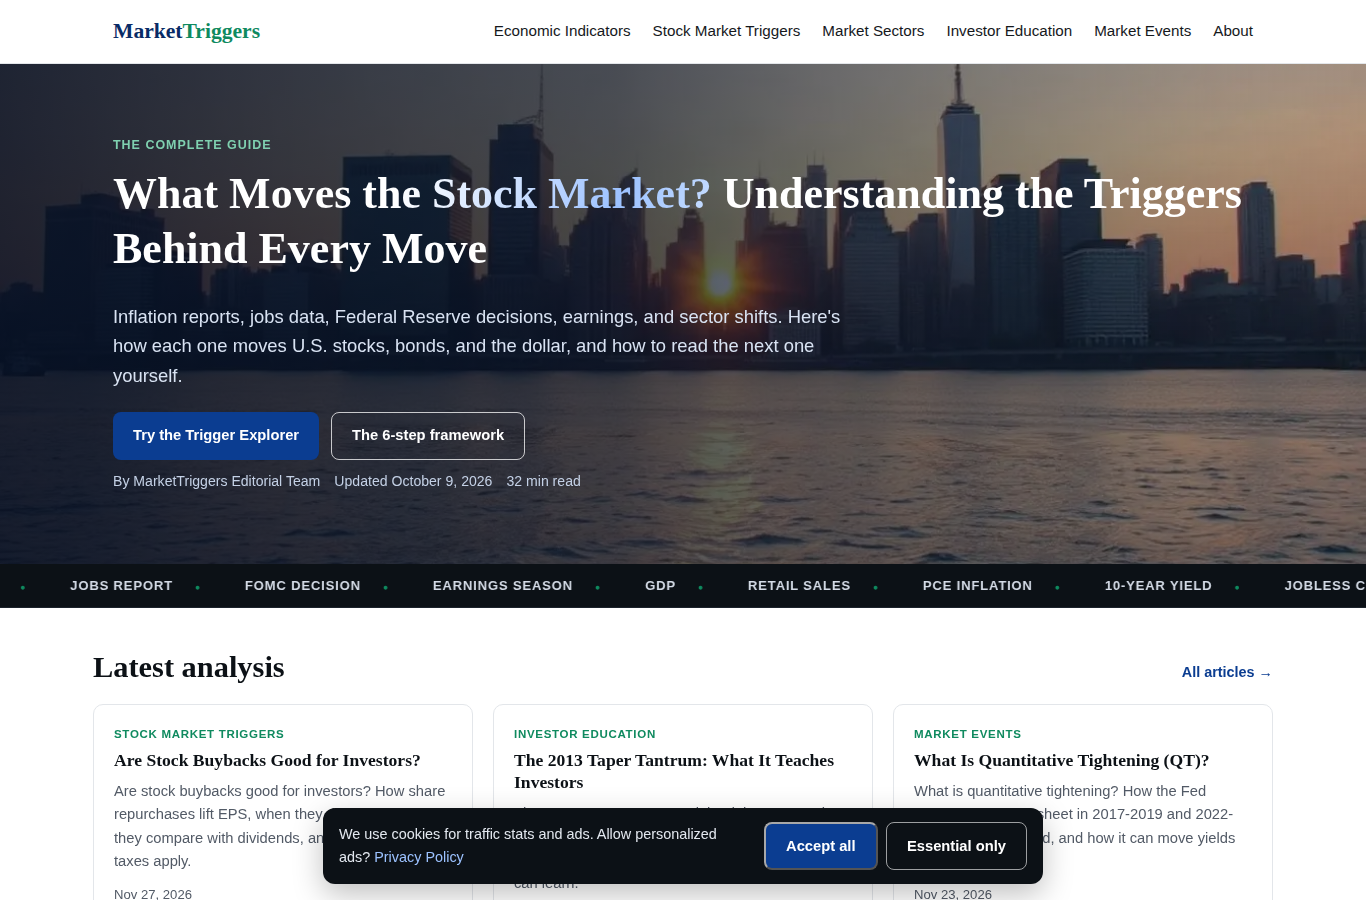 MarketTriggers
Economic Indicators
Stock Market Triggers
Market Sectors
Investor Education
Market Events
About
THE COMPLETE GUIDE
What Moves the Stock Market? Understanding the Triggers
Behind Every Move
Inflation reports, jobs data, Federal Reserve decisions, earnings, and sector shifts. Here's
how each one moves U.S. stocks, bonds, and the dollar, and how to read the next one
yourself.
Try the Trigger Explorer
The 6-step framework
By MarketTriggers Editorial Team
Updated October 9, 2026
32 min read
• JOBS REPORT • FOMC DECISION • EARNINGS SEASON • GDP • RETAIL SALES • PCE INFLATION • 10-YEAR YIELD • JOBLESS C
Latest analysis
All articles →
STOCK MARKET TRIGGERS
Are Stock Buybacks Good for Investors?
Are stock buybacks good for investors? How share
repurchases lift EPS, when they
they compare with dividends, an
taxes apply.
Nov 27, 2026
INVESTOR EDUCATION
The 2013 Taper Tantrum: What It Teaches
Investors
can learn.
MARKET EVENTS
What Is Quantitative Tightening (QT)?
What is quantitative tightening? How the Fed
sheet in 2017-2019 and 2022-
d, and how it can move yields
Nov 23, 2026
We use cookies for traffic stats and ads. Allow personalized
ads? Privacy Policy
Accept all
Essential only